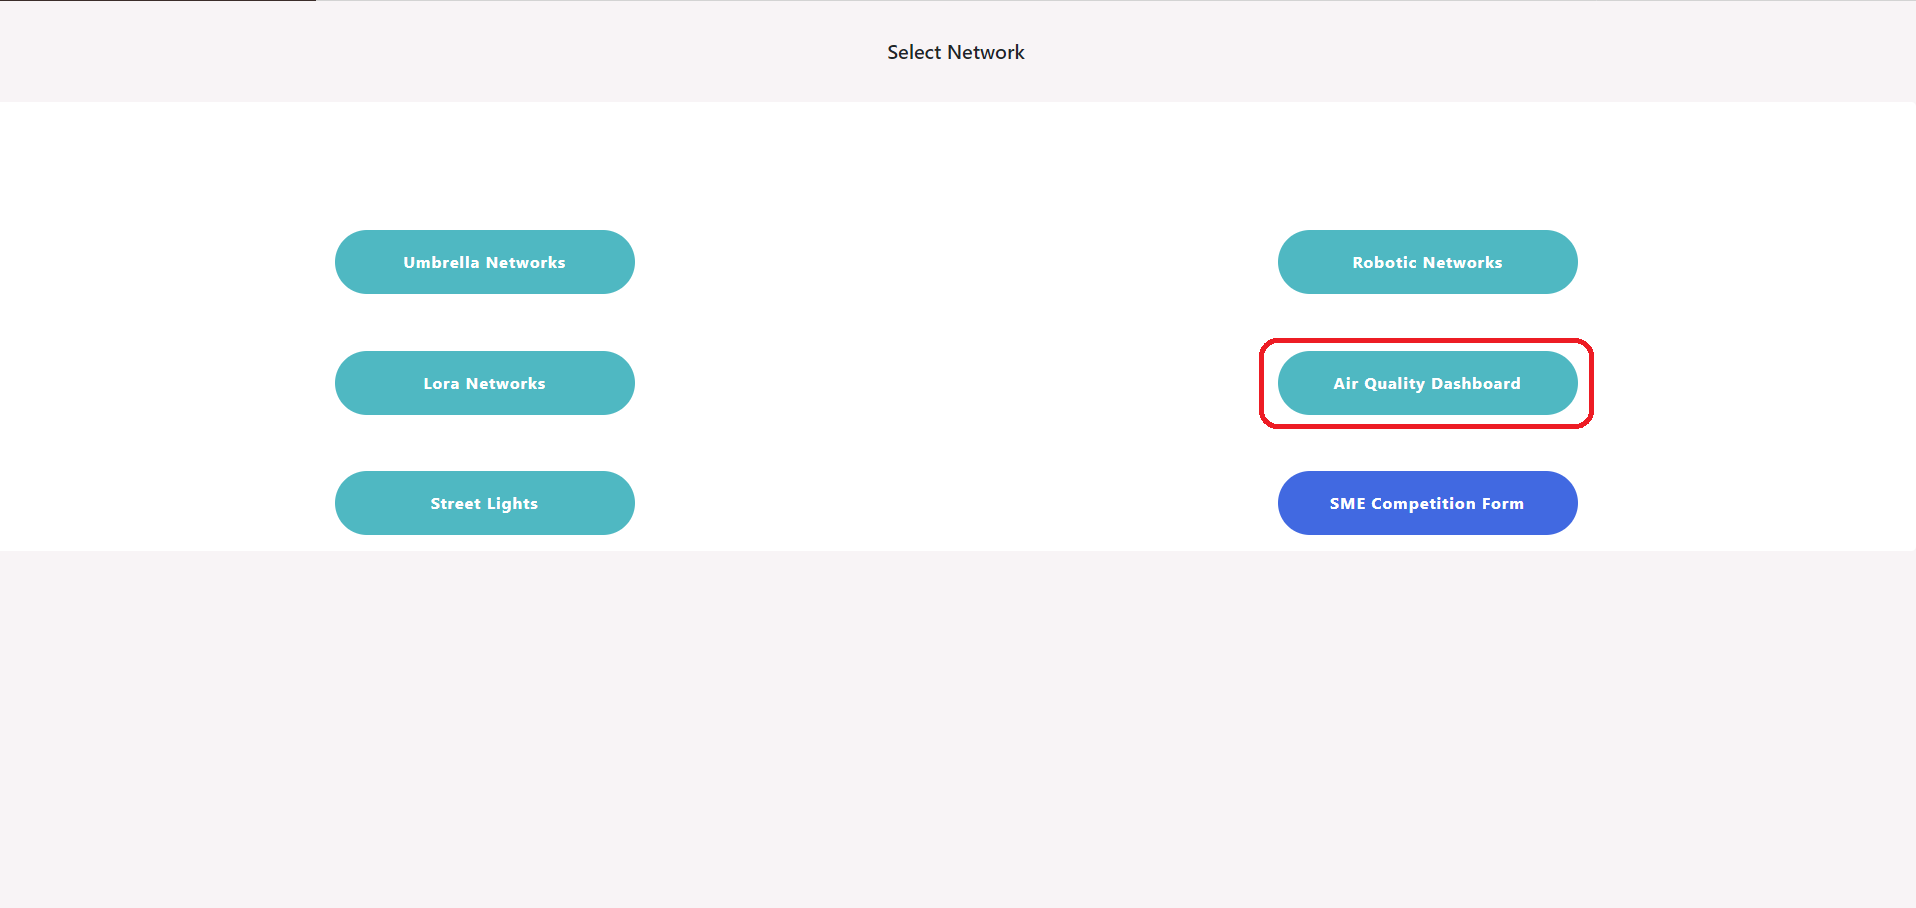 Select Network
Umbrella Networks
Robotic Networks
Lora Networks
Air Quality Dashboard
Street Lights
SME Competition Form